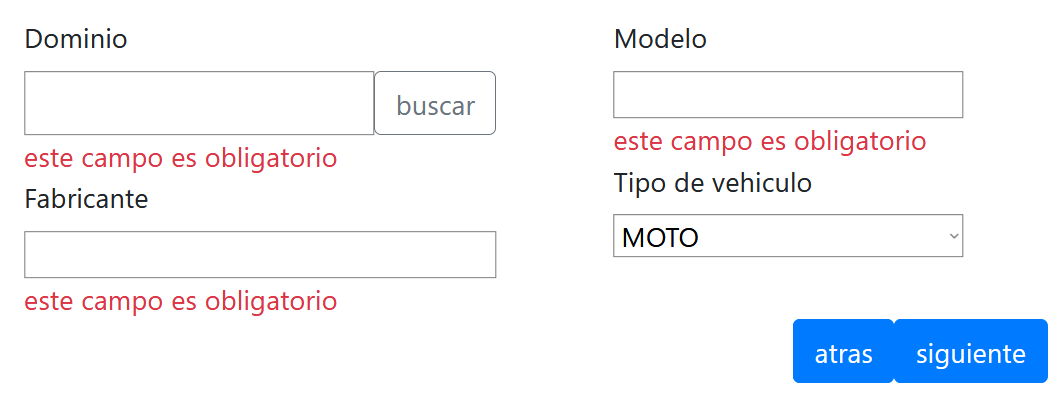 Dominio
buscar
este campo es obligatorio
Fabricante
este campo es obligatorio
Modelo
este campo es obligatorio
Tipo de vehiculo
MOTO
atras
siguiente